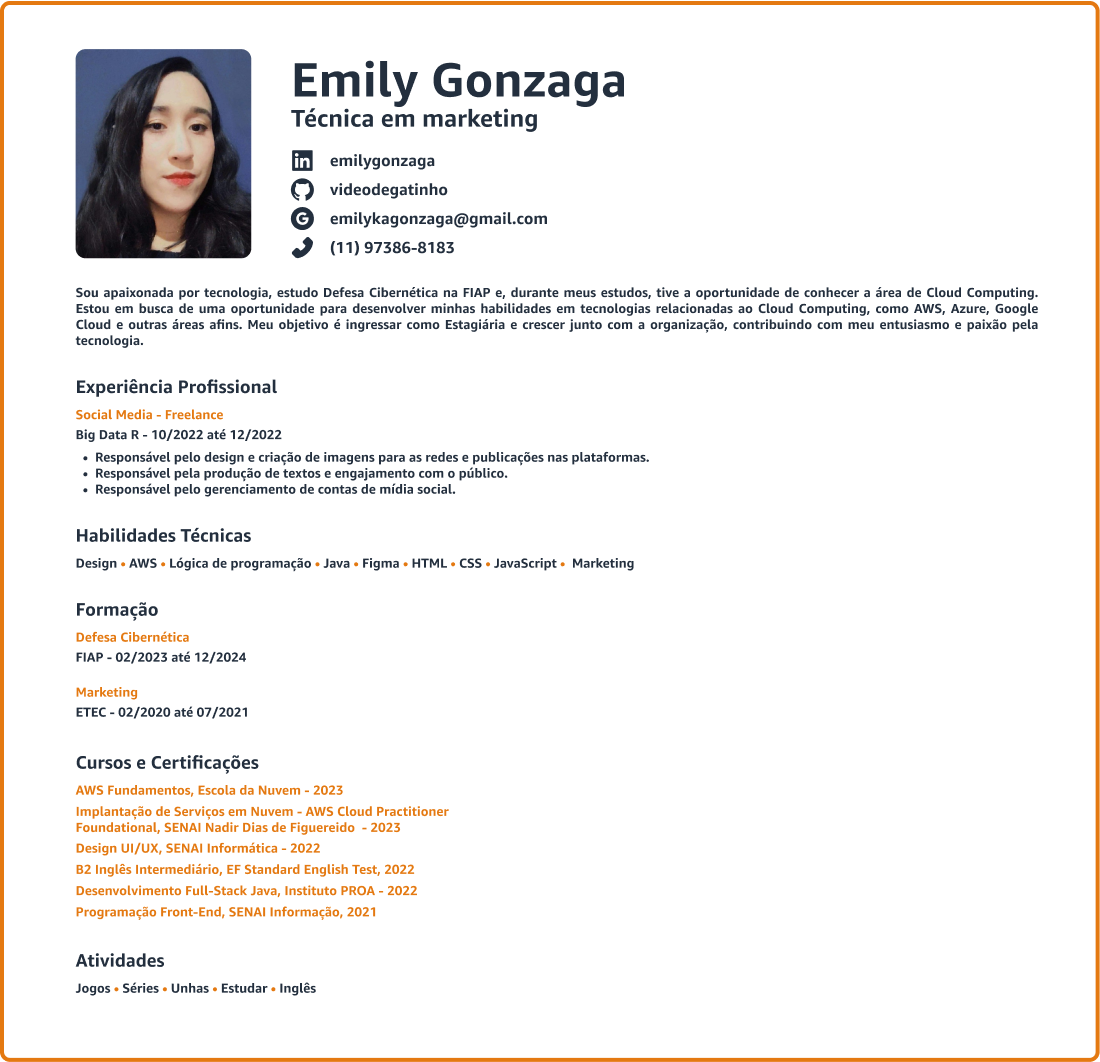 Emily Gonzaga
Técnica em marketing
emilygonzaga
videodegatinho
emilykagonzaga@gmail.com
(11) 97386-8183
Sou apaixonada por tecnologia, estudo Defesa Cibernética na FIAP e, durante meus estudos, tive a oportunidade de conhecer a área de Cloud Computing.
Estou em busca de uma oportunidade para desenvolver minhas habilidades em tecnologias relacionadas ao Cloud Computing, como AWS, Azure, Google
Cloud e outras áreas afins. Meu objetivo é ingressar como Estagiária e crescer junto com a organização, contribuindo com meu entusiasmo e paixão pela
tecnologia.
Experiência Profissional
Social Media - Freelance
Big Data R - 10/2022 até 12/2022
• Responsável pelo design e criação de imagens para as redes e publicações nas plataformas.
• Responsável pela produção de textos e engajamento com o público.
• Responsável pelo gerenciamento de contas de mídia social.
Habilidades Técnicas
Design • AWS • Lógica de programação • Java • Figma • HTML • CSS • JavaScript • Marketing
Formação
Defesa Cibernética
FIAP - 02/2023 até 12/2024
Marketing
ETEC - 02/2020 até 07/2021
Cursos e Certificações
AWS Fundamentos, Escola da Nuvem - 2023
Implantação de Serviços em Nuvem - AWS Cloud Practitioner
Foundational, SENAI Nadir Dias de Figuereido - 2023
Design UI/UX, SENAI Informática - 2022
B2 Inglês Intermediário, EF Standard English Test, 2022
Desenvolvimento Full-Stack Java, Instituto PROA - 2022
Programação Front-End, SENAI Informação, 2021
Atividades
Jogos • Séries • Unhas • Estudar • Inglês